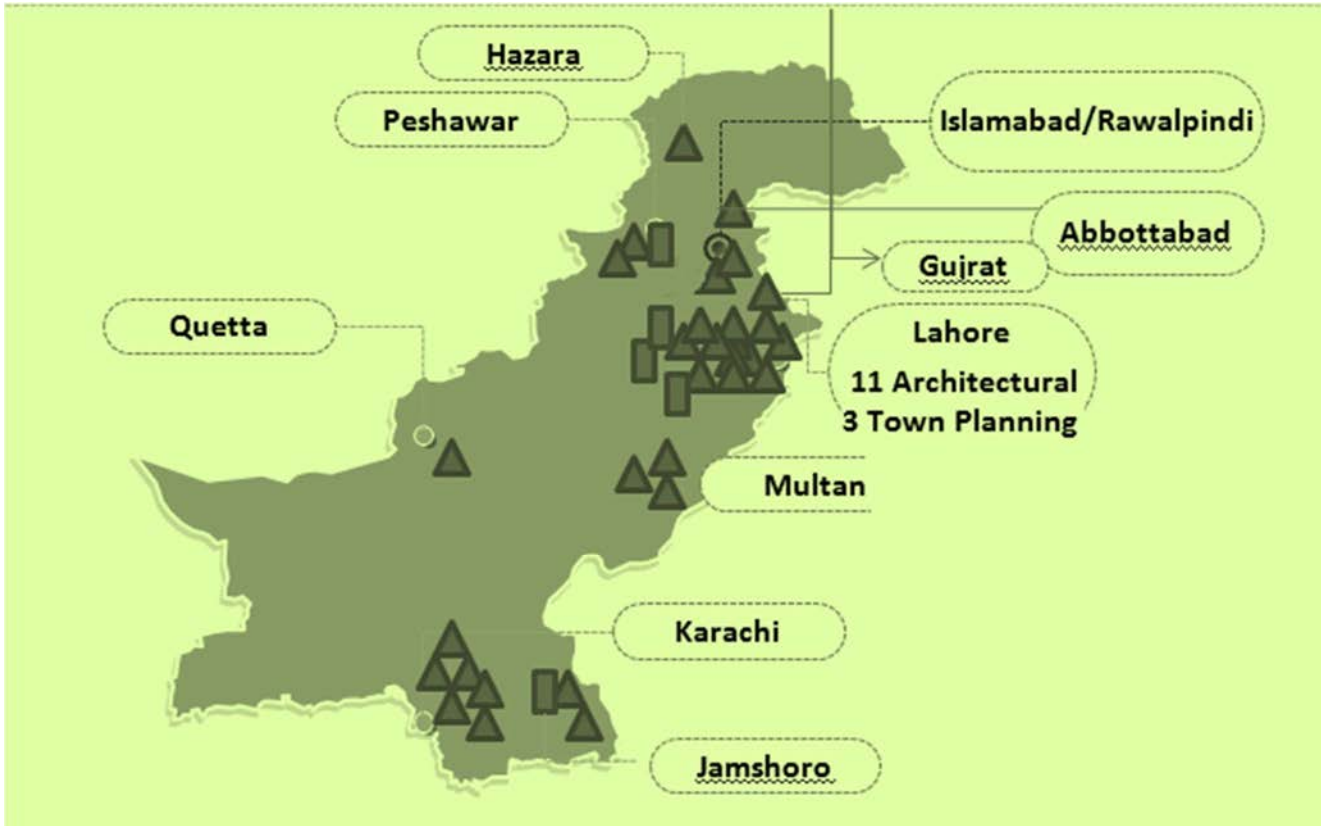 Hazara
Peshawar
Islamabad/Rawalpindi
Abbottabad
Gujrat
Quetta
Lahore
11 Architectural
3 Town Planning
Multan
Karachi
Jamshoro